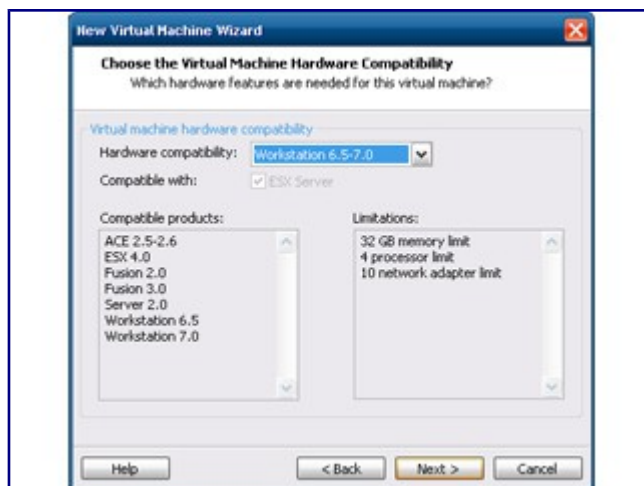 New Virtual Machine Wizard
Choose the Virtual Machine Hardware Compatibility
Which hardware features are needed for this virtual machine?
Virtual machine hardware compatibility
Hardware compatibility: Workstation 6.5-7.0
Compatible with: ESX Server
Compatible products: Limitations:
ACE 2.5-2.6 32 GB memory limit
ESX 4.0 4 processor limit
Fusion 2.0 10 network adapter limit
Fusion 3.0
Server 2.0
Workstation 6.5
Workstation 7.0
Help < Back Next > Cancel